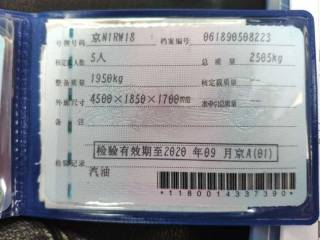 号牌号码 京N1RW18 档案编号 061890508223
核定载人数 5人 总质量 2505kg
整备质量 1950kg 核定载质量
外廓尺寸 4500×1850×1700mm 准牵引总质量
备注
检验有效期至2020 年09 月京A(01)
检验记录
汽油
*1180014337390*